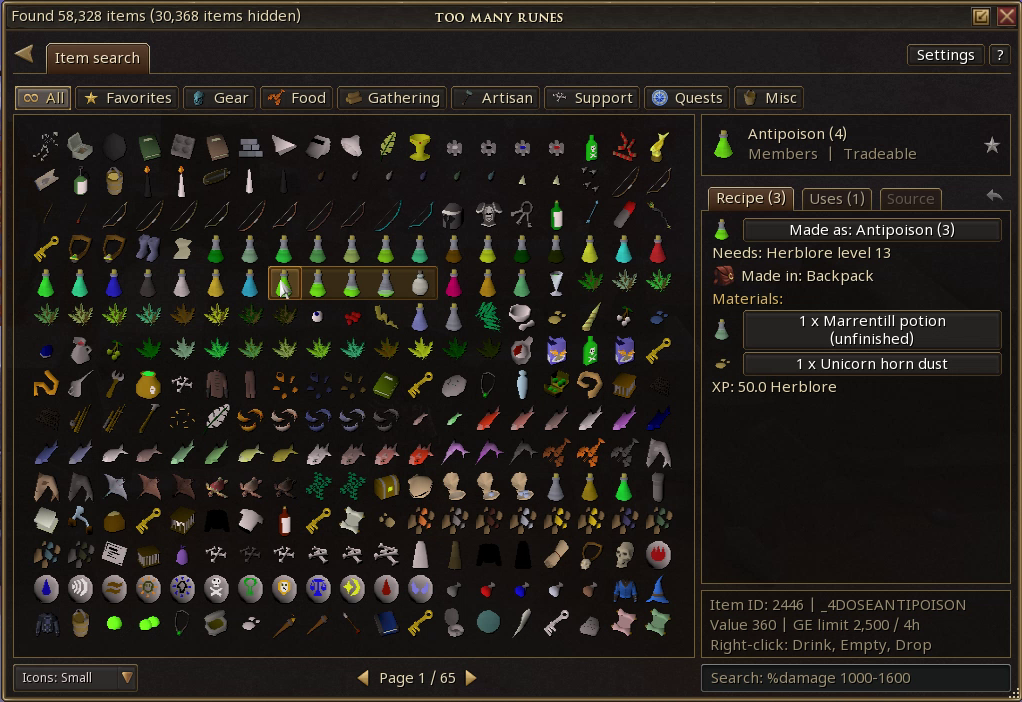 Found 58,328 items (30,368 items hidden)
TOO MANY RUNES
Item search
Settings
?
All
Favorites
Gear
Food
Gathering
Artisan
Support
Quests
Misc
Antipoison (4)
Members | Tradeable
Recipe (3)
Uses (1)
Source
Made as: Antipoison (3)
Needs: Herblore level 13
Made in: Backpack
Materials:
1 x Marrentill potion
(unfinished)
1 x Unicorn horn dust
XP: 50.0 Herblore
Item ID: 2446 | _4DOSEANTIPOISON
Value 360 | GE limit 2,500 / 4h
Right-click: Drink, Empty, Drop
Icons: Small
Page 1 / 65
Search: %damage 1000-1600